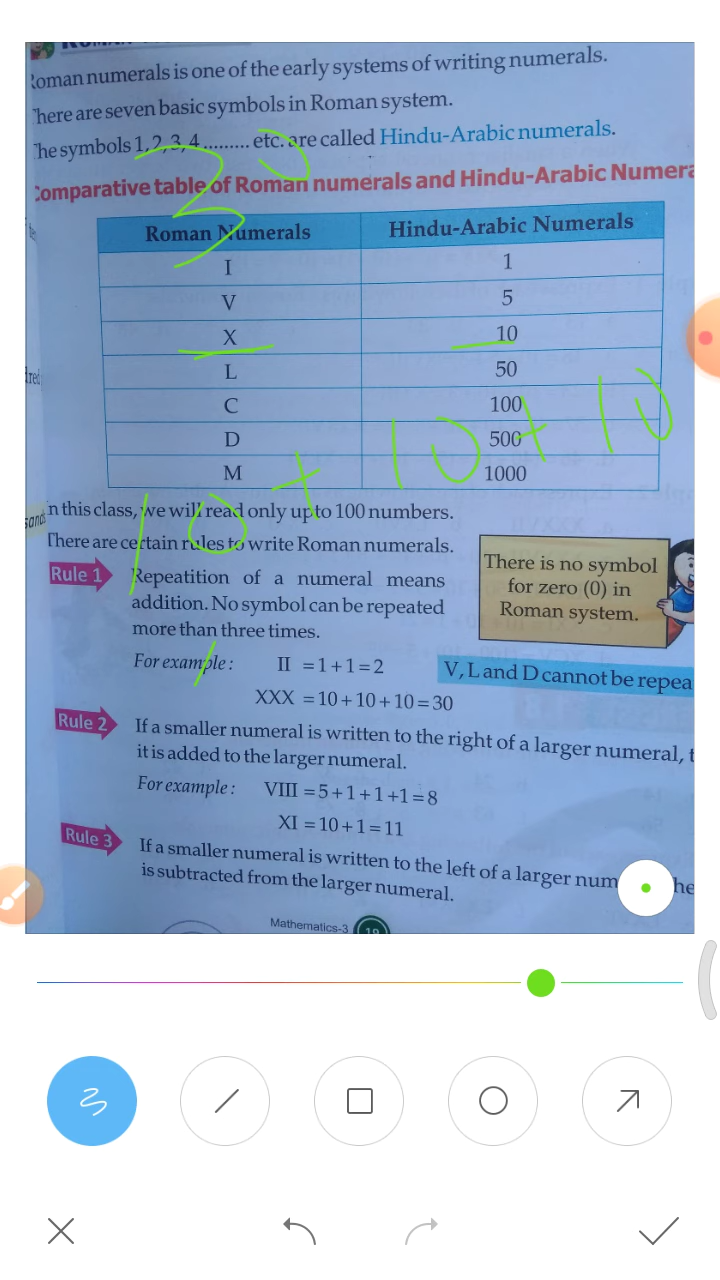 Roman numerals is one of the early systems of writing numerals.
There are seven basic symbols in Roman system.
The symbols 1, 2, 3, 4 ......... etc. are called Hindu-Arabic numerals.
Comparative table of Roman numerals and Hindu-Arabic Numera
Roman Numerals Hindu-Arabic Numerals
I 1
V 5
X 10
L 50
C 100
D 500
M 1000
30
10 + 10 + 10
In this class, we will read only upto 100 numbers.
There are certain rules to write Roman numerals.
There is no symbol
for zero (0) in
Roman system.
Rule 1 Repeatition of a numeral means
addition. No symbol can be repeated
more than three times.
For example : II = 1 + 1 = 2
XXX = 10 + 10 + 10 = 30
V, L and D cannot be repea
Rule 2 If a smaller numeral is written to the right of a larger numeral, t
it is added to the larger numeral.
For example : VIII = 5 + 1 + 1 + 1 = 8
XI = 10 + 1 = 11
Rule 3 If a smaller numeral is written to the left of a larger num he
is subtracted from the larger numeral.
Mathematics-3